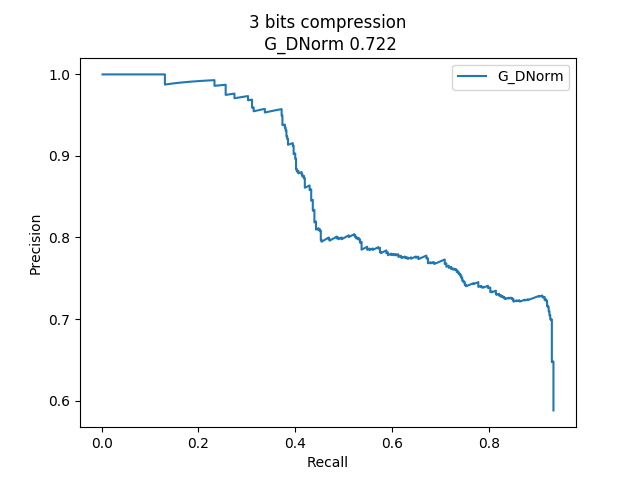 3 bits compression
G_DNorm 0.722
G_DNorm
1.0
0.9
0.8
0.7
0.6
Precision
0.0 0.2 0.4 0.6 0.8
Recall